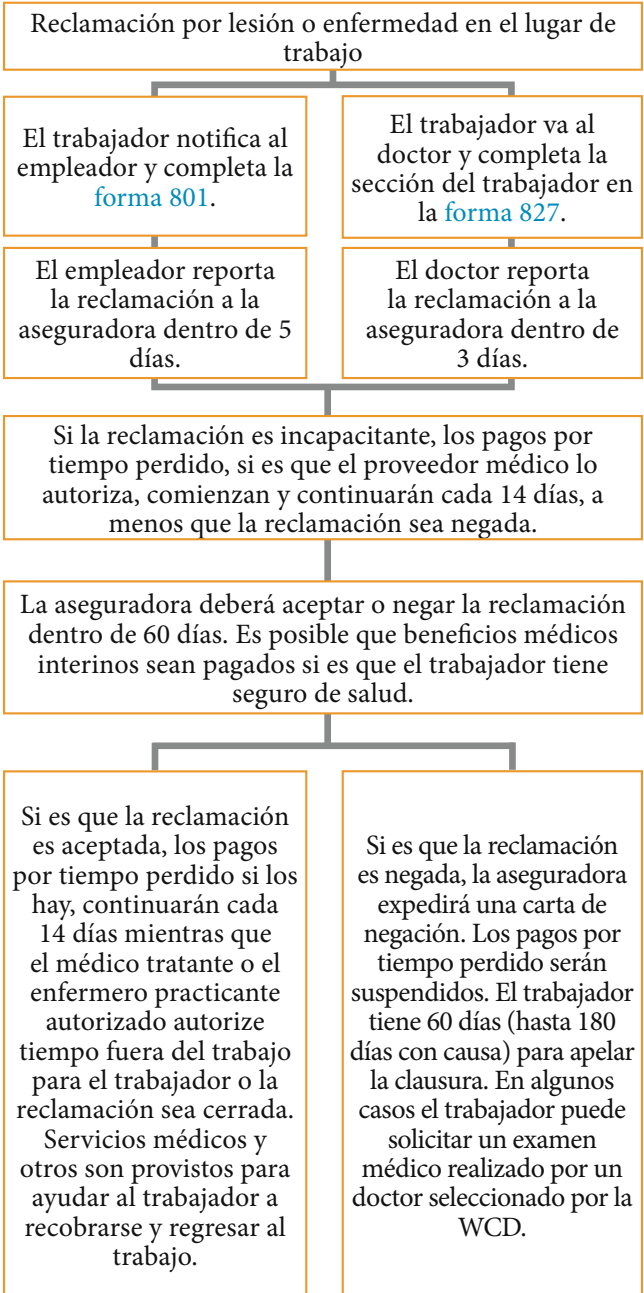 Reclamación por lesión o enfermedad en el lugar de
trabajo
El trabajador notifica al
empleador y completa la
forma 801.
El trabajador va al
doctor y completa la
sección del trabajador en
la forma 827.
El empleador reporta
la reclamación a la
aseguradora dentro de 5
días.
El doctor reporta
la reclamación a la
aseguradora dentro de
3 días.
Si la reclamación es incapacitante, los pagos por
tiempo perdido, si es que el proveedor médico lo
autoriza, comienzan y continuarán cada 14 días, a
menos que la reclamación sea negada.
La aseguradora deberá aceptar o negar la reclamación
dentro de 60 días. Es posible que beneficios médicos
interinos sean pagados si es que el trabajador tiene
seguro de salud.
Si es que la reclamación
es aceptada, los pagos
por tiempo perdido si los
hay, continuarán cada
14 días mientras que
el médico tratante o el
enfermero practicante
autorizado autorize
tiempo fuera del trabajo
para el trabajador o la
reclamación sea cerrada.
Servicios médicos y
otros son provistos para
ayudar al trabajador a
recobrarse y regresar al
trabajo.
Si es que la reclamación
es negada, la aseguradora
expedirá una carta de
negación. Los pagos por
tiempo perdido serán
suspendidos. El trabajador
tiene 60 días (hasta 180
días con causa) para apelar
la clausura. En algunos
casos el trabajador puede
solicitar un examen
médico realizado por un
doctor seleccionado por la
WCD.